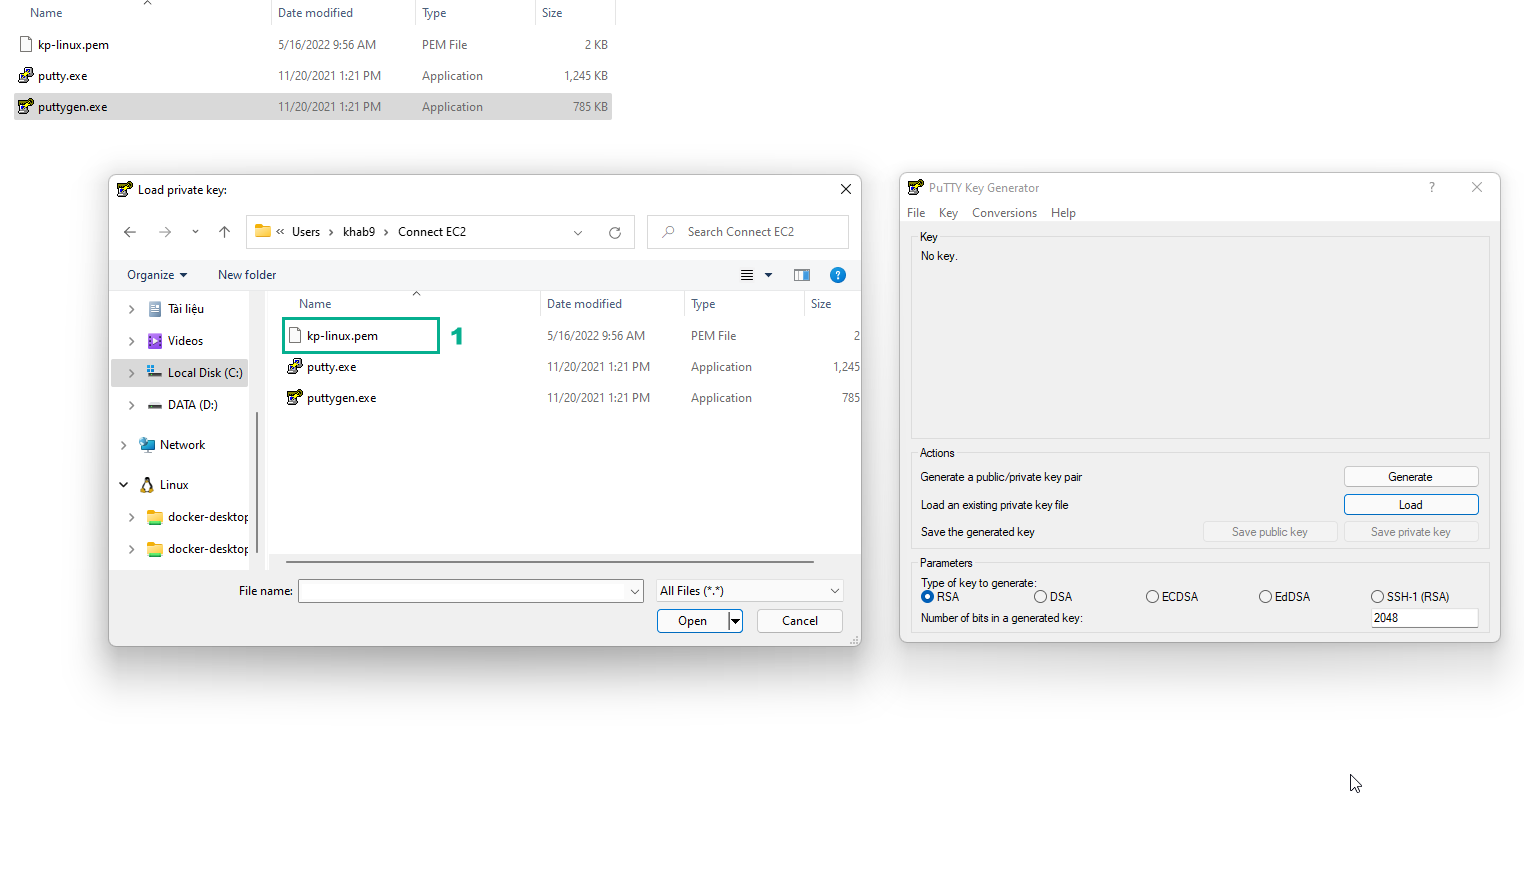 Name Date modified Type Size
kp-linux.pem 5/16/2022 9:56 AM PEM File 2 KB
putty.exe 11/20/2021 1:21 PM Application 1,245 KB
puttygen.exe 11/20/2021 1:21 PM Application 785 KB
Load private key:
« Users › khab9 › Connect EC2
Search Connect EC2
Organize New folder
?
Name Date modified Type Size
Tài liệu
Videos
Local Disk (C:)
DATA (D:)
Network
Linux
docker-desktop
docker-desktop
kp-linux.pem 5/16/2022 9:56 AM PEM File 2
1
putty.exe 11/20/2021 1:21 PM Application 1,245
puttygen.exe 11/20/2021 1:21 PM Application 785
File name: All Files (*.*)
Open Cancel
PuTTY Key Generator ?
File Key Conversions Help
Key
No key.
Actions
Generate a public/private key pair Generate
Load an existing private key file Load
Save the generated key Save public key Save private key
Parameters
Type of key to generate:
RSA DSA ECDSA EdDSA SSH-1 (RSA)
Number of bits in a generated key: 2048